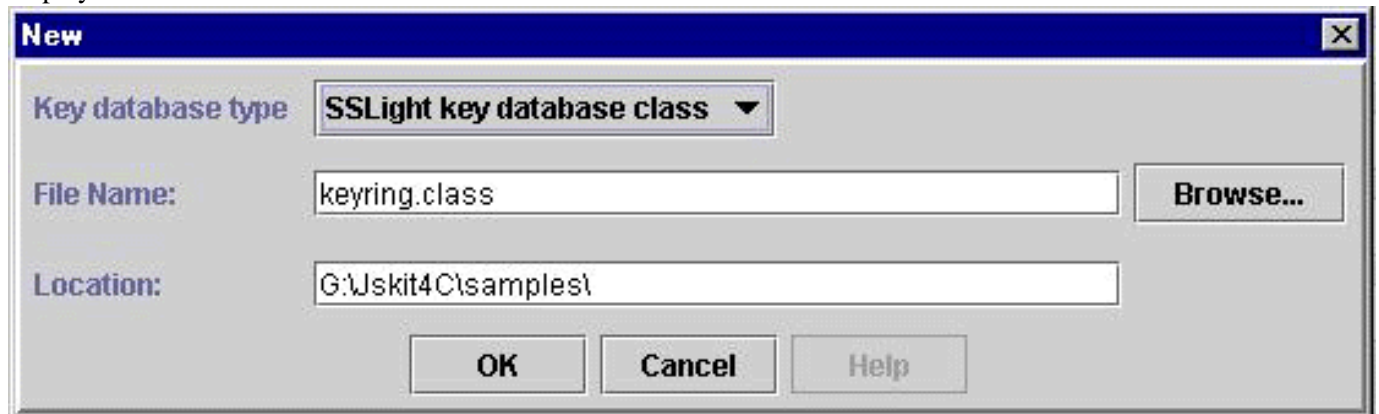 New
Key database type SSLight key database class
File Name: keyring.class Browse...
Location: G:\Jskit4C\samples\
OK Cancel Help